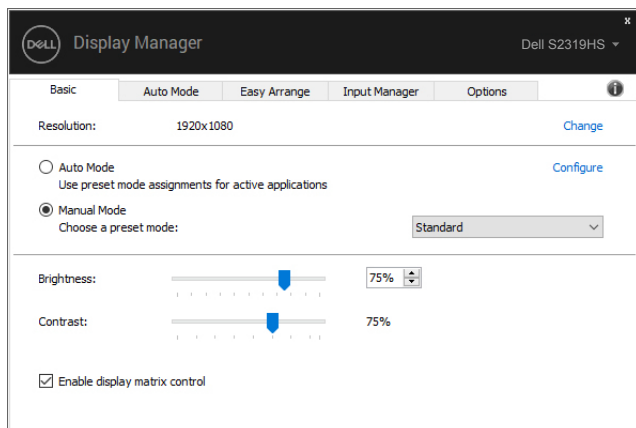 x
DELL Display Manager Dell S2319HS
Basic Auto Mode Easy Arrange Input Manager Options
Resolution: 1920x1080 Change
Auto Mode Configure
Use preset mode assignments for active applications
Manual Mode
Choose a preset mode: Standard
Brightness: 75%
Contrast: 75%
Enable display matrix control